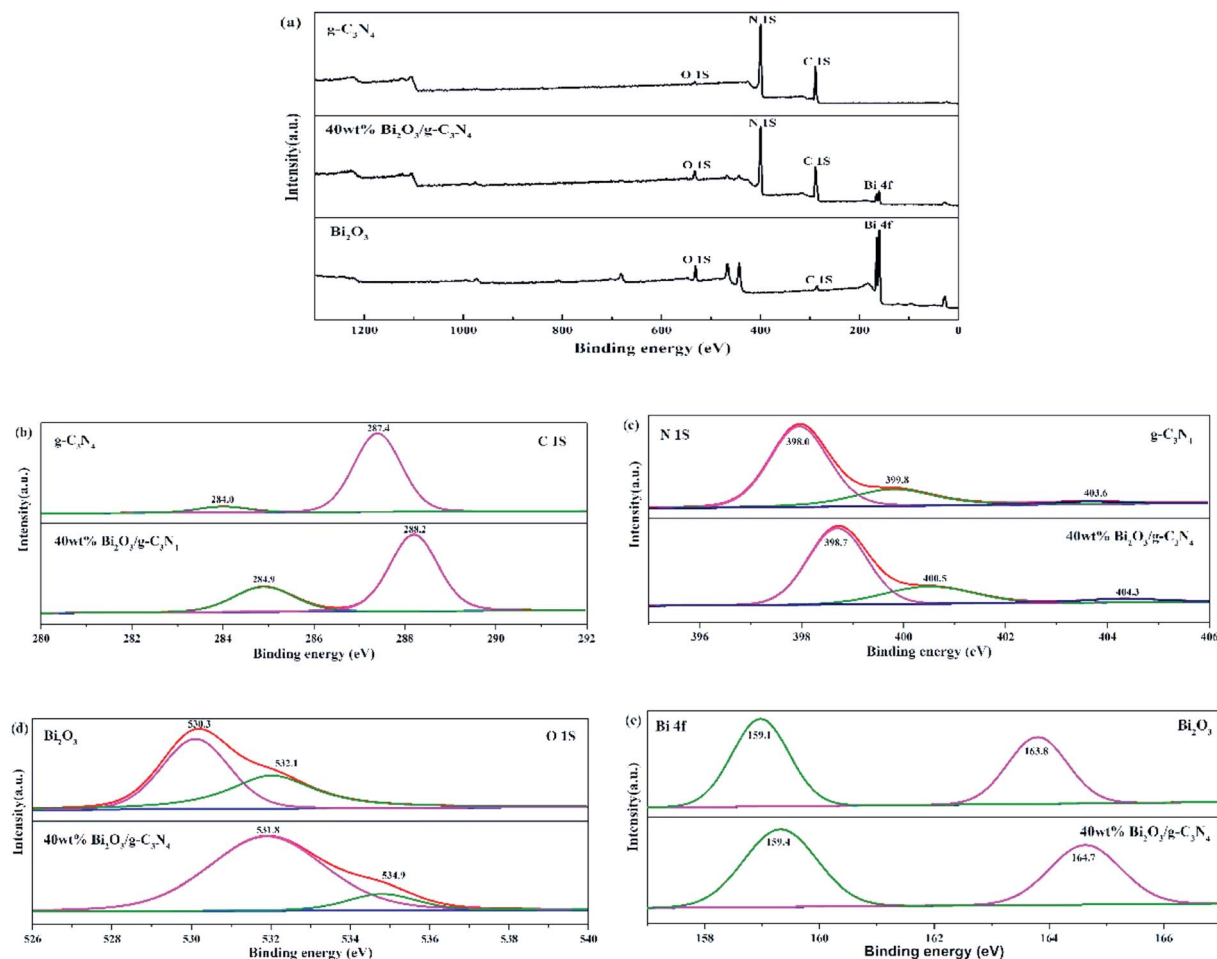 (a)
g-C₃N₄
N 1S
C 1S
O 1S
40wt% Bi₂O₃/g-C₃N₄
N 1S
C 1S
O 1S
Bi 4f
Bi₂O₃
Bi 4f
O 1S
C 1S
Intensity(a.u.)
1200 1000 800 600 400 200 0
Binding energy (eV)
(b)
g-C₃N₄
C 1S
287.4
284.0
40wt% Bi₂O₃/g-C₃N₁
288.2
284.9
Intensity(a.u.)
280 282 284 286 288 290 292
Binding energy (eV)
(c)
N 1S
g-C₃N₁
398.0
399.8
403.6
40wt% Bi₂O₃/g-C₃N₄
398.7
400.5
404.3
Intensity(a.u.)
396 398 400 402 404 406
Binding energy (eV)
(d)
Bi₂O₃
O 1S
530.3
532.1
40wt% Bi₂O₃/g-C₃N₄
531.8
534.9
Intensity(a.u.)
526 528 530 532 534 536 538 540
Binding energy (eV)
(e)
Bi 4f
Bi₂O₃
159.1
163.8
40wt% Bi₂O₃/g-C₃N₄
159.4
164.7
Intensity(a.u.)
158 160 162 164 166
Binding energy (eV)